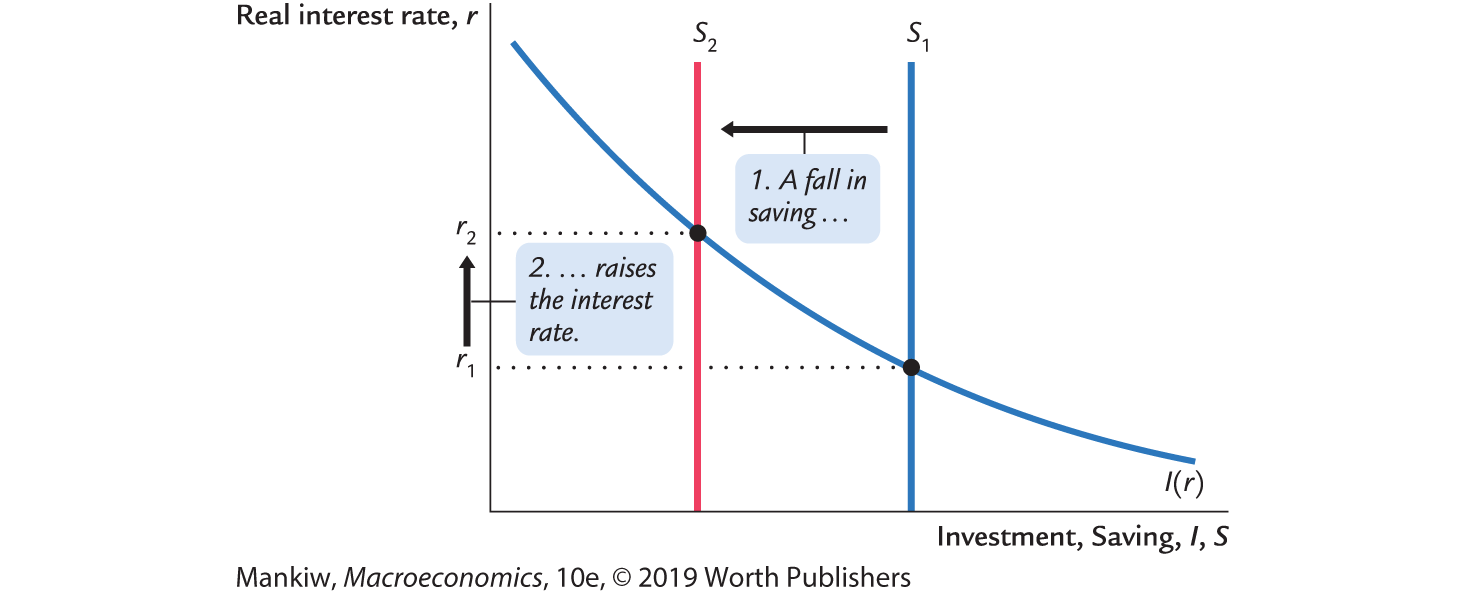 Real interest rate, r
S2
S1
1. A fall in
saving …
r2
2. … raises
the interest
rate.
r1
I(r)
Investment, Saving, I, S
Mankiw, Macroeconomics, 10e, © 2019 Worth Publishers